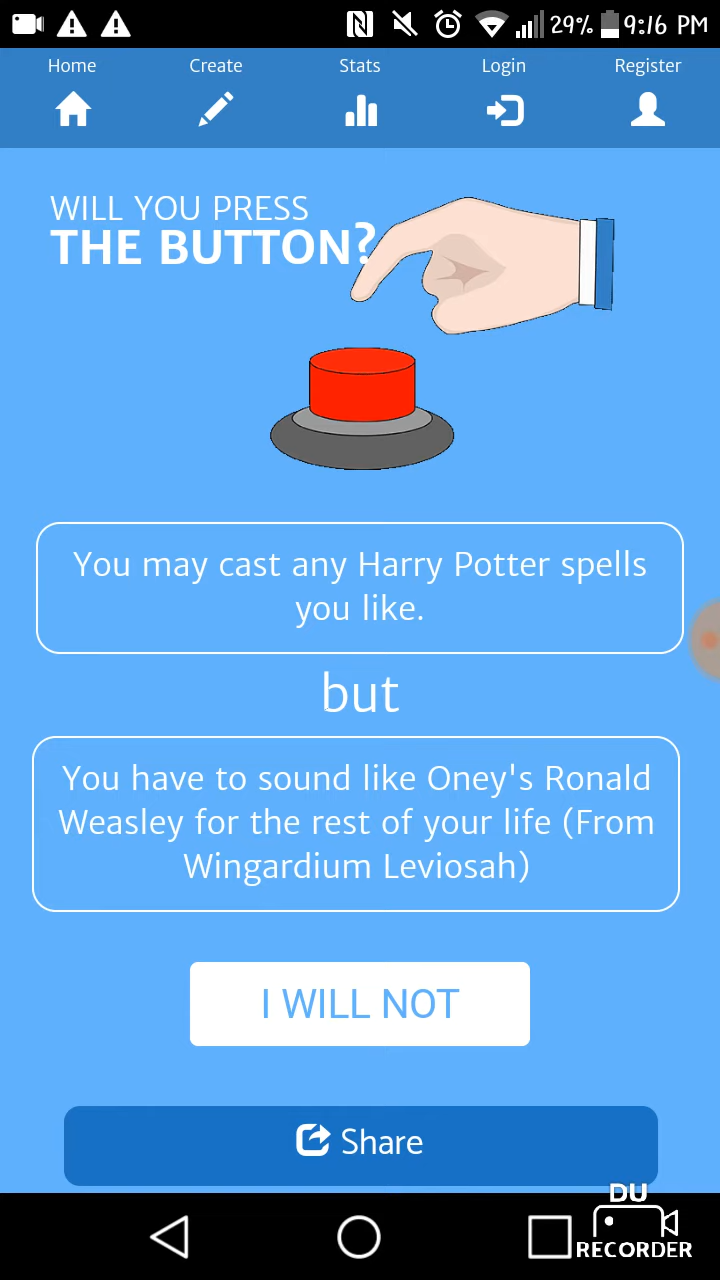 29% 9:16 PM
Home Create Stats Login Register
WILL YOU PRESS
THE BUTTON?
You may cast any Harry Potter spells
you like.
but
You have to sound like Oney's Ronald
Weasley for the rest of your life (From
Wingardium Leviosah)
I WILL NOT
Share
DU
RECORDER